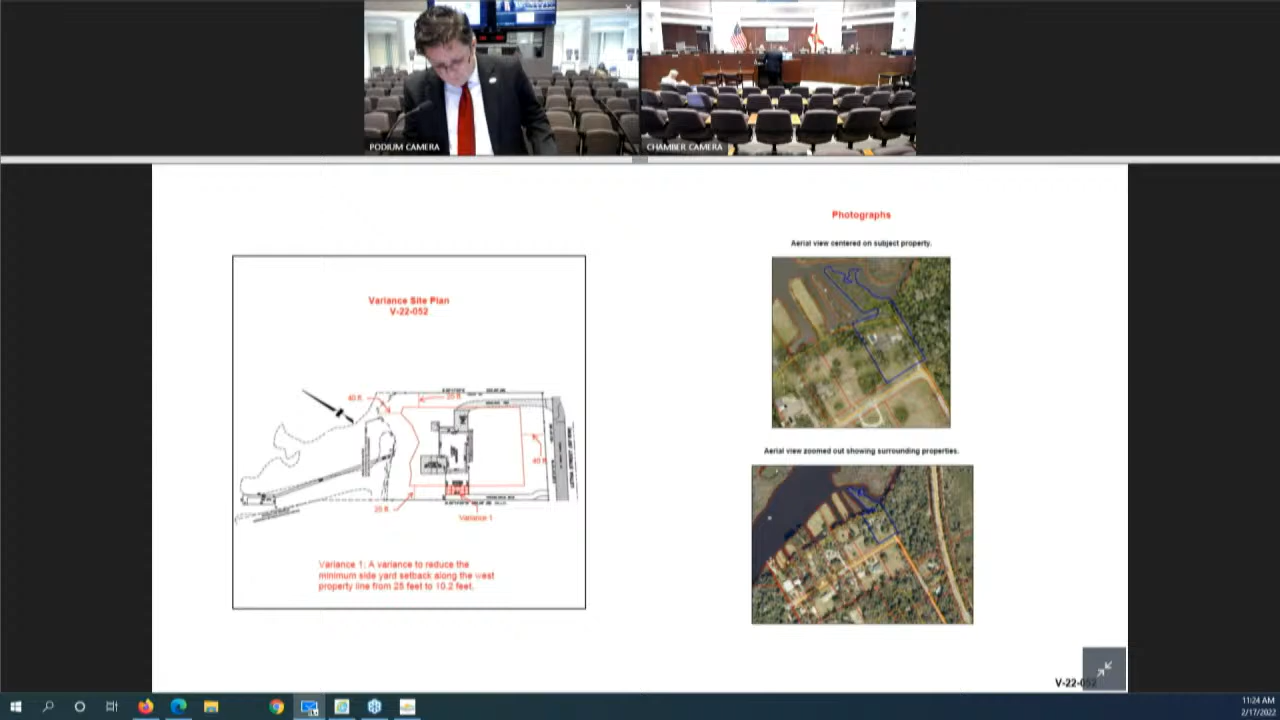 PODIUM CAMERA
CHAMBER CAMERA
Variance Site Plan
V-22-052
40 ft.
25 ft.
40 ft.
25 ft.
Variance 1
Variance 1: A variance to reduce the
minimum side yard setback along the west
property line from 25 feet to 10.2 feet.
Photographs
Aerial view centered on subject property.
Aerial view zoomed out showing surrounding properties.
V-22-052
11:24 AM
2/17/2022